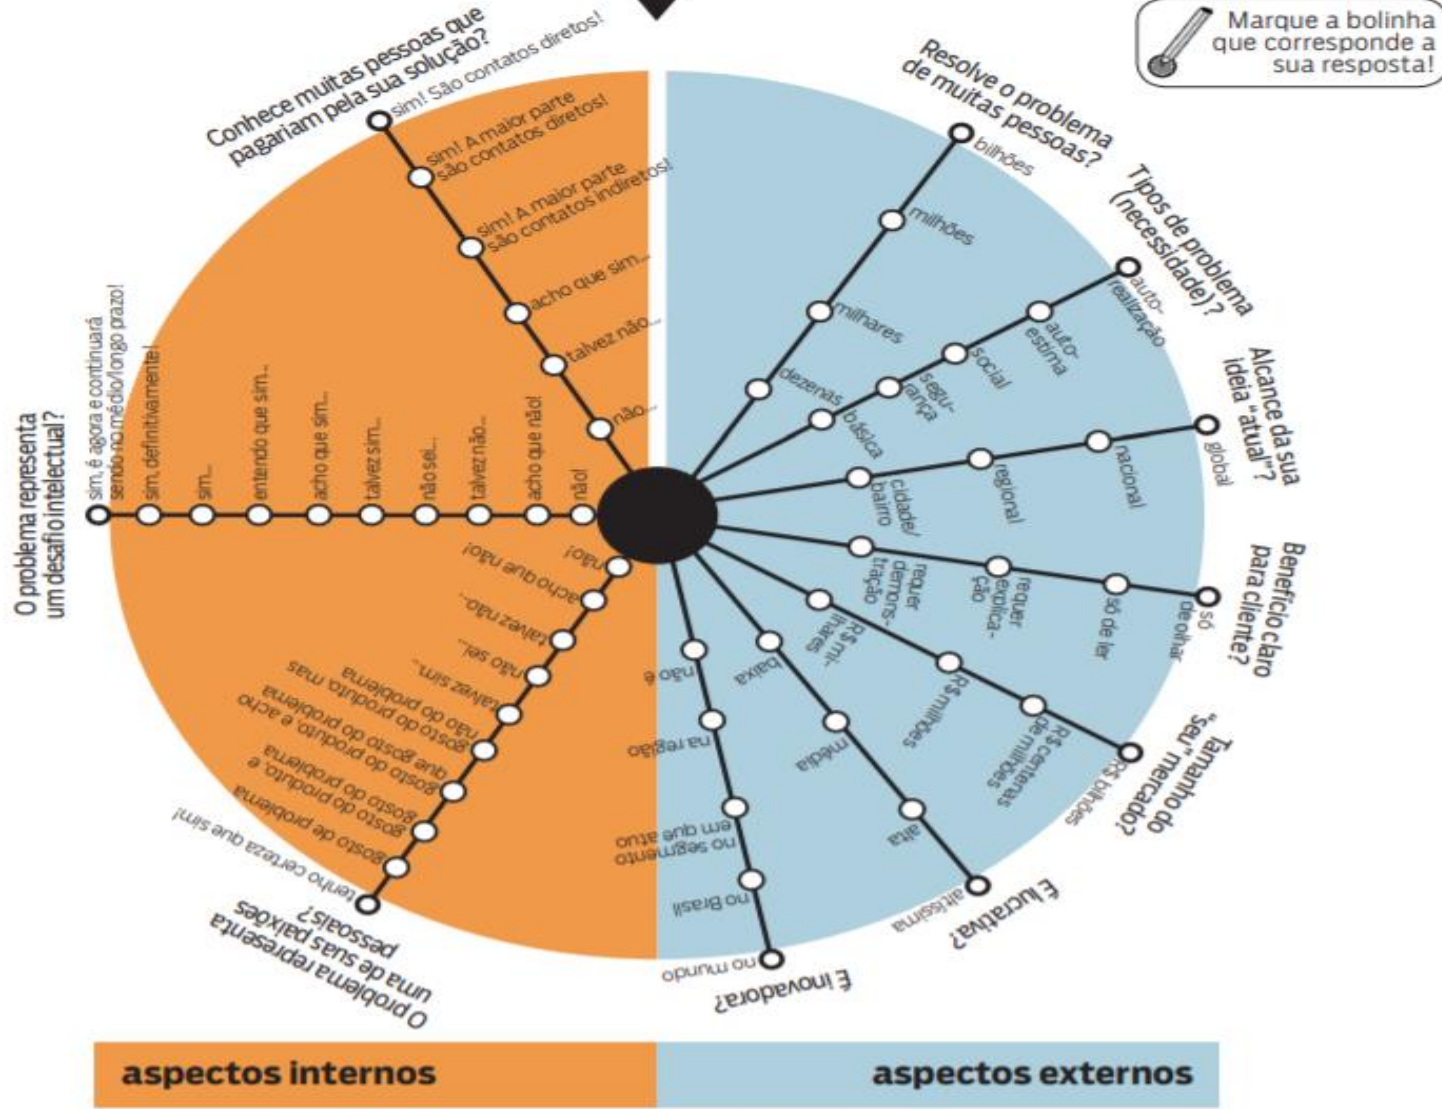 Marque a bolinha
que corresponde a
sua resposta!
Conhece muitas pessoas que
pagariam pela sua solução?
sim! São contatos diretos!
sim! A maior parte
são contatos diretos!
sim! A maior parte
são contatos indiretos!
acho que sim...
talvez não...
não...
O problema representa
um desafio intelectual?
sim, é agora e continuará
sendo no médio/longo prazo!
sim, definitivamente!
sim...
entendo que sim...
acho que sim...
talvez sim...
não sei...
talvez não...
acho que não!
não!
O problema representa
uma de suas paixões
pessoais?
tenho certeza que sim!
gosto de problema
gosto do produto, e
gosto do problema
gosto do produto, e acho
que gosto do problema
gosto do produto, mas
não do problema
talvez sim...
não sei...
talvez não...
acho que não!
não!
Resolve o problema
de muitas pessoas?
bilhões
milhões
milhares
dezenas
Tipos de problema
(necessidade)?
auto-
realização
auto-
estima
social
segu-
rança
básica
Alcance da sua
ideia "atual"?
global
nacional
regional
cidade/
bairro
Benefício claro
para cliente?
só
de olhar
só de ler
requer
explica-
ção
requer
demons-
tração
Tamanho do
"seu" mercado?
R$ bilhões
R$ centenas
de milhões
R$ milhões
R$ mi-
lhares
É lucrativa?
altíssima
alta
média
baixa
É inovadora?
no mundo
no Brasil
no segmento
em que atuo
na região
não é
aspectos internos
aspectos externos